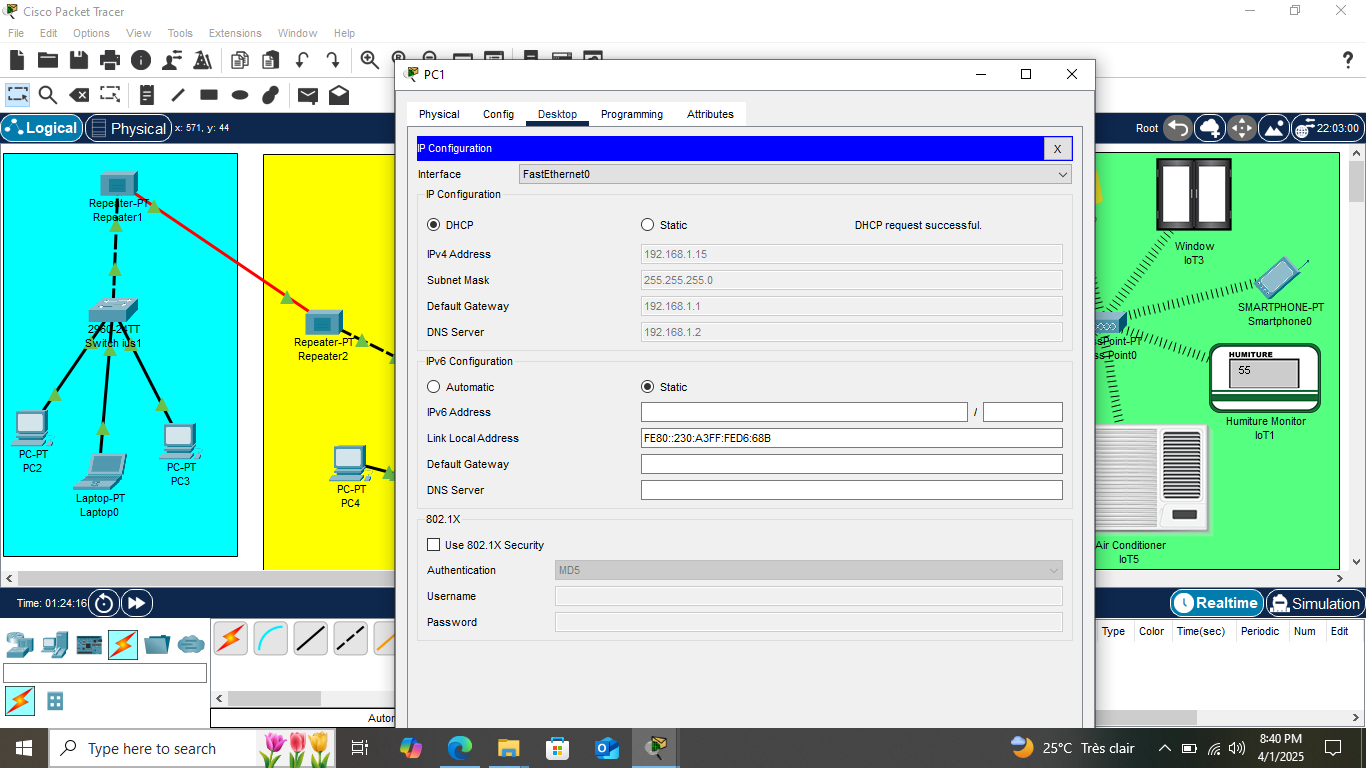 Cisco Packet Tracer
File Edit Options View Tools Extensions Window Help
PC1
Physical Config Desktop Programming Attributes
Logical
Physical
x: 571, y: 44
Root
22:03:00
IP Configuration
X
Interface
FastEthernet0
IP Configuration
DHCP
Static
DHCP request successful.
IPv4 Address
192.168.1.15
Subnet Mask
255.255.255.0
Default Gateway
192.168.1.1
DNS Server
192.168.1.2
IPv6 Configuration
Automatic
Static
IPv6 Address
/
Link Local Address
FE80::230:A3FF:FED6:68B
Default Gateway
DNS Server
802.1X
Use 802.1X Security
Authentication
MD5
Username
Password
Repeater-PT
Repeater1
2960-24TT
Switch ius1
PC-PT
PC2
Laptop-PT
Laptop0
PC-PT
PC3
Repeater-PT
Repeater2
PC-PT
PC4
Window
IoT3
SMARTPHONE-PT
Smartphone0
ssPoint-PT
ss Point0
HUMITURE
55
Humiture Monitor
IoT1
Air Conditioner
IoT5
Time: 01:24:16
Realtime
Simulation
Type Color Time(sec) Periodic Num Edit
Autor
Type here to search
25°C Très clair
8:40 PM
4/1/2025